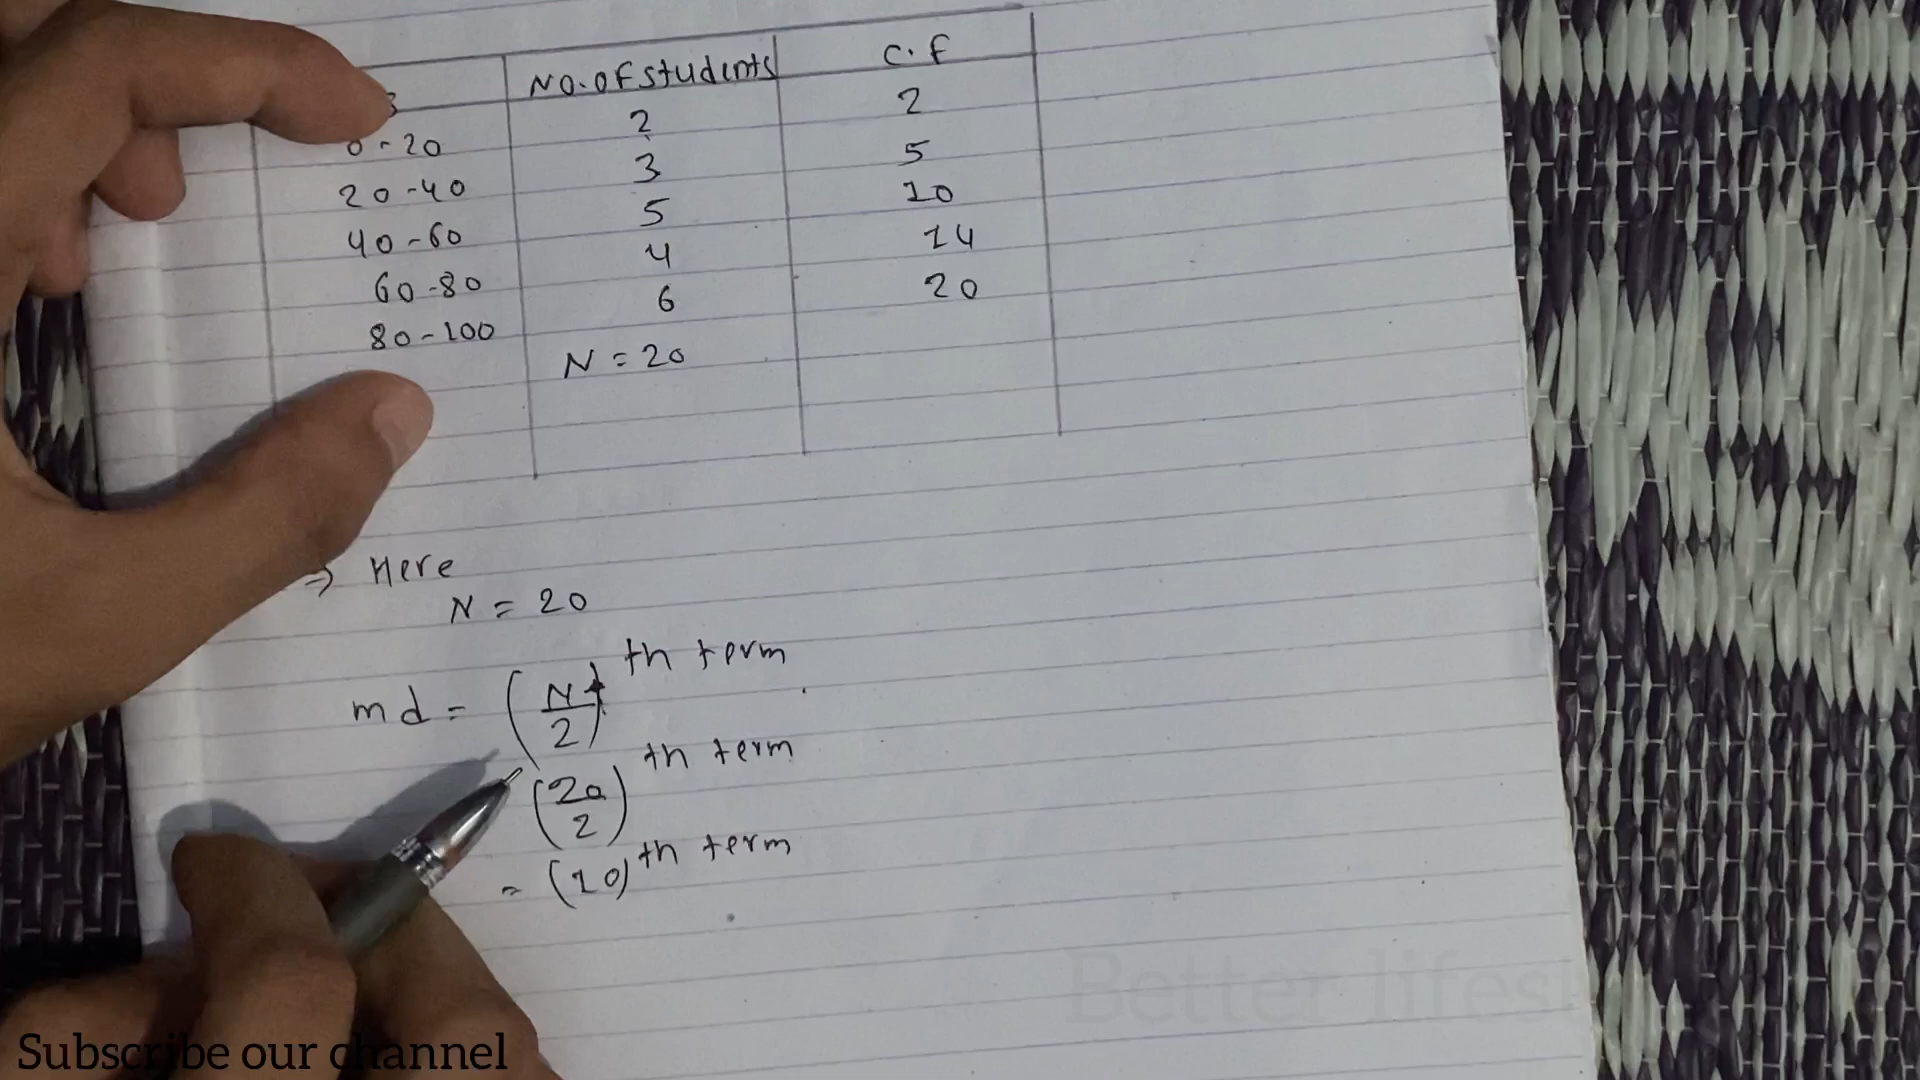 No. of students C.F
0-20 2 2
20-40 3 5
40-60 5 10
60-80 4 14
80-100 6 20
N = 20
⇒ Here
N = 20
md = (N/2) th term
(20/2) th term
= (10) th term
Better lifes
Subscribe our channel